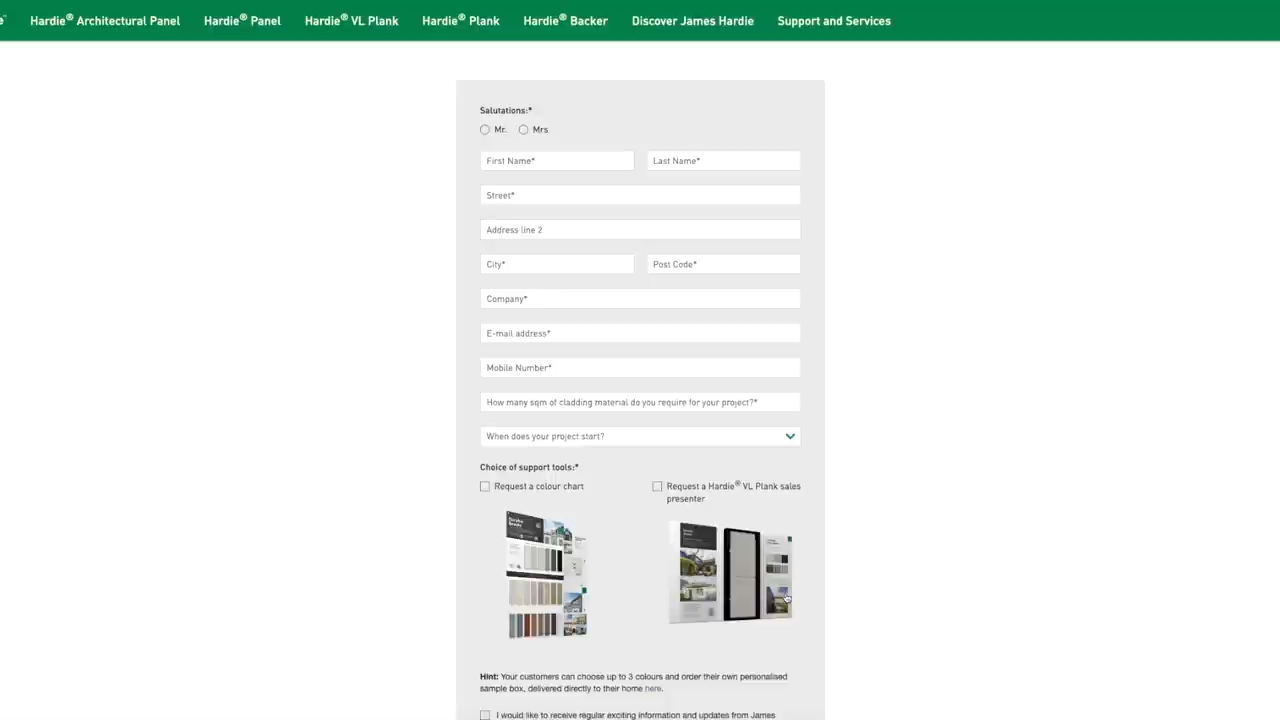 Hardie® Architectural Panel Hardie® Panel Hardie® VL Plank Hardie® Plank Hardie® Backer Discover James Hardie Support and Services
Salutations:*
Mr. Mrs
First Name* Last Name*
Street*
Address line 2
City* Post Code*
Company*
E-mail address*
Mobile Number*
How many sqm of cladding material do you require for your project?*
When does your project start?
Choice of support tools:*
Request a colour chart Request a Hardie® VL Plank sales
presenter
Hint: Your customers can choose up to 3 colours and order their own personalised
sample box, delivered directly to their home here.
I would like to receive regular exciting information and updates from James